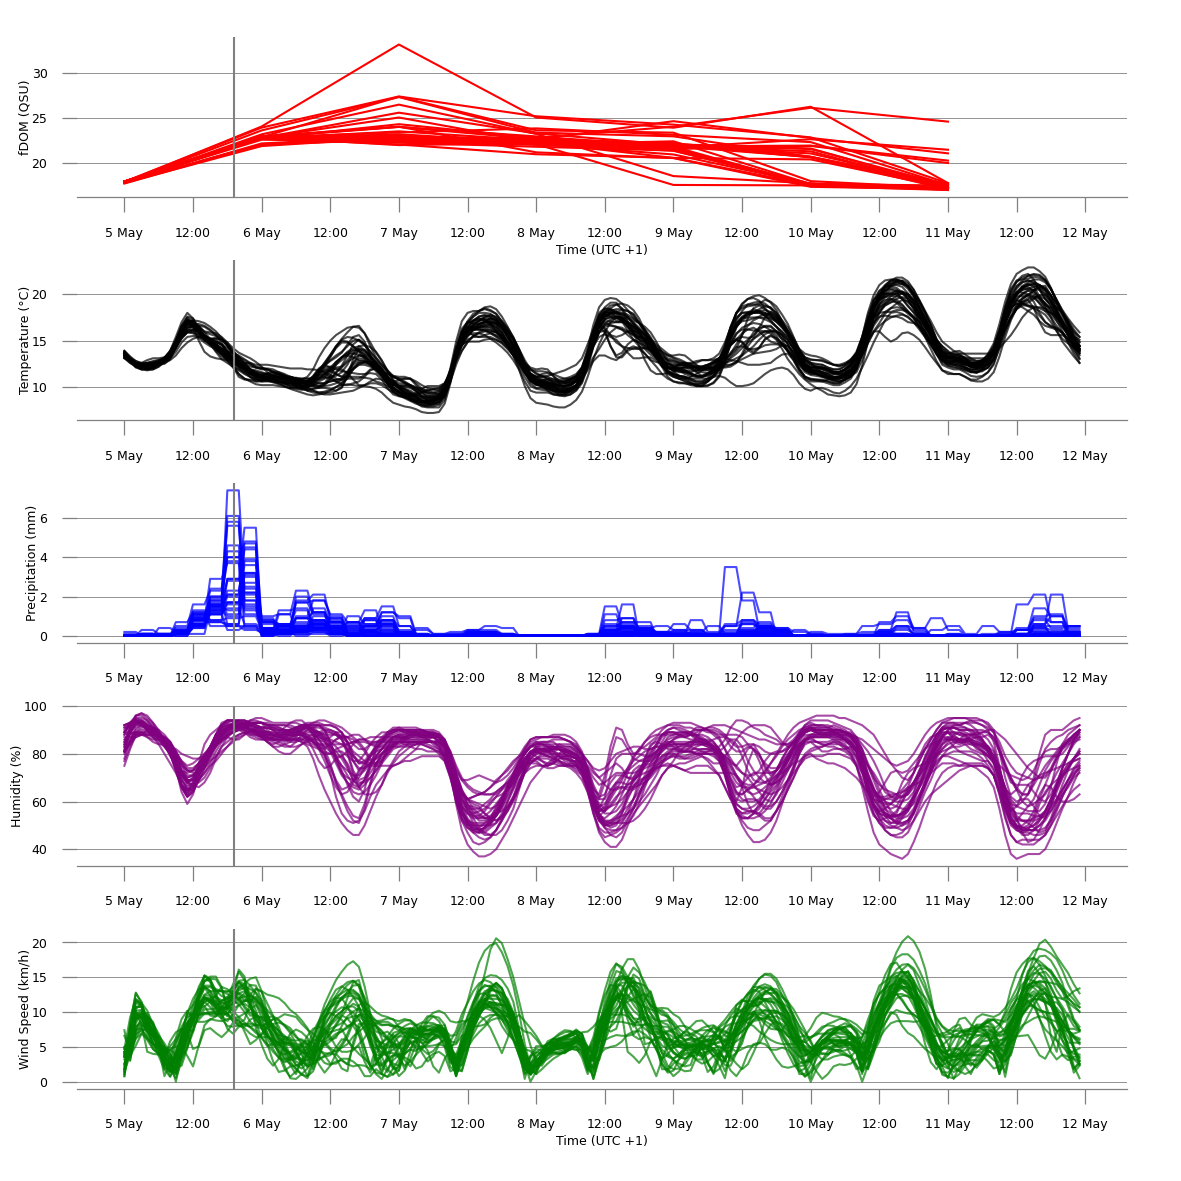 fDOM (QSU)
30
25
20
5 May 12:00 6 May 12:00 7 May 12:00 8 May 12:00 9 May 12:00 10 May 12:00 11 May 12:00 12 May
Time (UTC +1)
Temperature (°C)
20
15
10
5 May 12:00 6 May 12:00 7 May 12:00 8 May 12:00 9 May 12:00 10 May 12:00 11 May 12:00 12 May
Precipitation (mm)
6
4
2
0
5 May 12:00 6 May 12:00 7 May 12:00 8 May 12:00 9 May 12:00 10 May 12:00 11 May 12:00 12 May
Humidity (%)
100
80
60
40
5 May 12:00 6 May 12:00 7 May 12:00 8 May 12:00 9 May 12:00 10 May 12:00 11 May 12:00 12 May
Wind Speed (km/h)
20
15
10
5
0
5 May 12:00 6 May 12:00 7 May 12:00 8 May 12:00 9 May 12:00 10 May 12:00 11 May 12:00 12 May
Time (UTC +1)